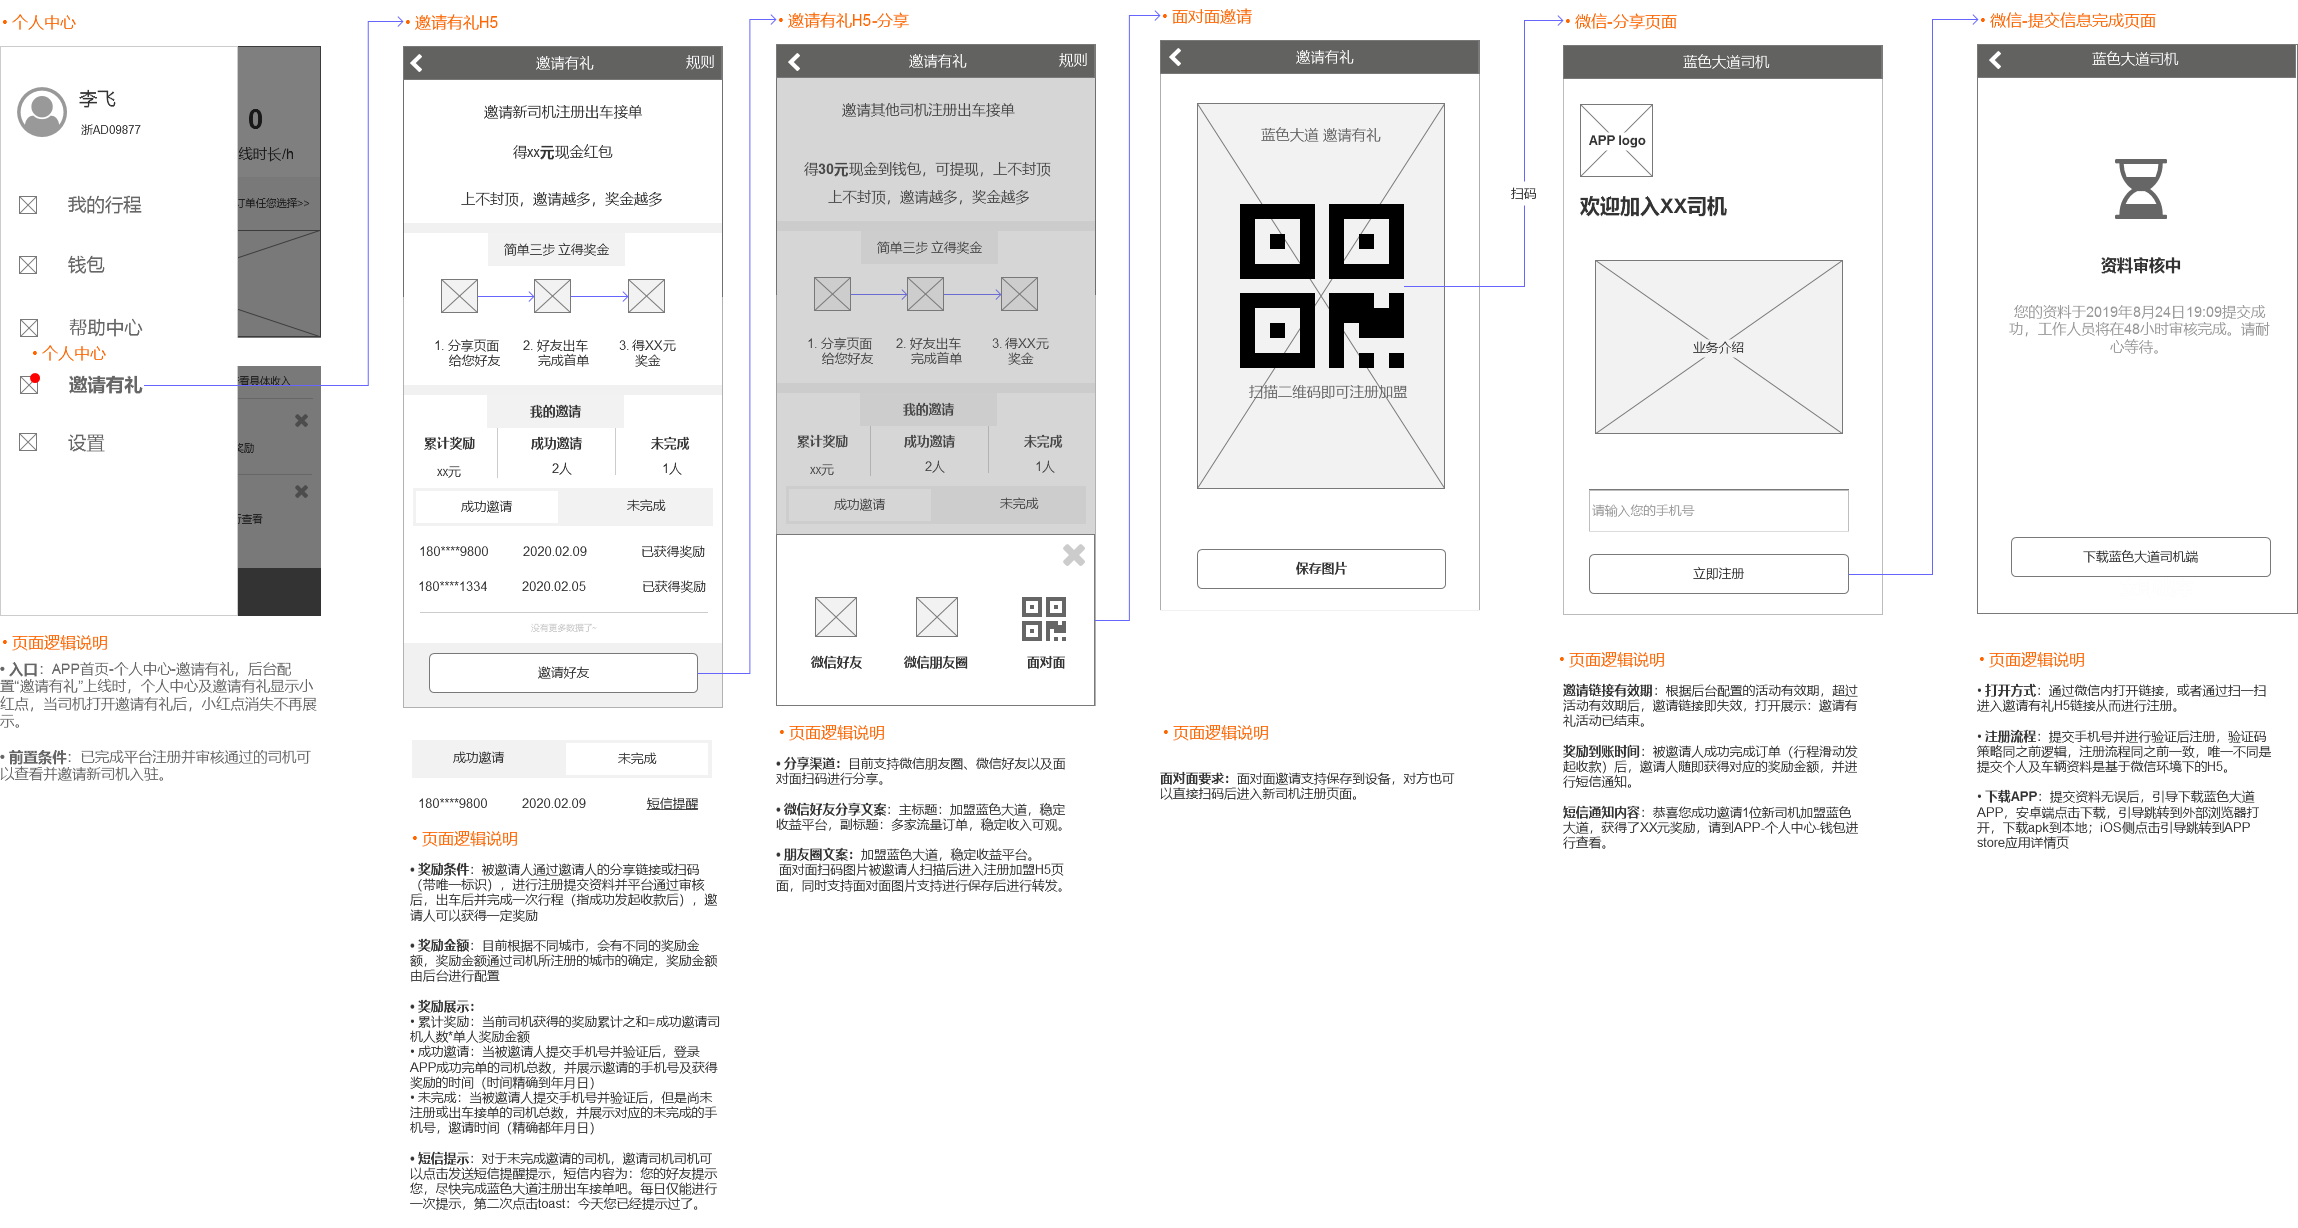 • 个人中心
李飞
浙AD09877
0
线时长/h
我的行程
订单任您选择>>
钱包
帮助中心
• 个人中心
邀请有礼
看具体收入
奖励
设置
行查看
• 页面逻辑说明
• 入口：APP首页-个人中心-邀请有礼，后台配
置“邀请有礼”上线时，个人中心及邀请有礼显示小
红点，当司机打开邀请有礼后，小红点消失不再展
示。
• 前置条件：已完成平台注册并审核通过的司机可
以查看并邀请新司机入驻。
• 邀请有礼H5
邀请有礼
规则
邀请新司机注册出车接单
得xx元现金红包
上不封顶，邀请越多，奖金越多
简单三步 立得奖金
1. 分享页面
给您好友
2. 好友出车
完成首单
3. 得XX元
奖金
我的邀请
累计奖励
成功邀请
未完成
xx元
2人
1人
成功邀请
未完成
180****9800
2020.02.09
已获得奖励
180****1334
2020.02.05
已获得奖励
没有更多数据了~
邀请好友
成功邀请
未完成
180****9800
2020.02.09
短信提醒
• 页面逻辑说明
• 奖励条件：被邀请人通过邀请人的分享链接或扫码
（带唯一标识），进行注册提交资料并平台通过审核
后，出车后并完成一次行程（指成功发起收款后），邀
请人可以获得一定奖励
• 奖励金额：目前根据不同城市，会有不同的奖励金
额，奖励金额通过司机所注册的城市的确定，奖励金额
由后台进行配置
• 奖励展示：
• 累计奖励：当前司机获得的奖励累计之和=成功邀请司
机人数*单人奖励金额
• 成功邀请：当被邀请人提交手机号并验证后，登录
APP成功完单的司机总数，并展示邀请的手机号及获得
奖励的时间（时间精确到年月日）
• 未完成：当被邀请人提交手机号并验证后，但是尚未
注册或出车接单的司机总数，并展示对应的未完成的手
机号，邀请时间（精确都年月日）
• 短信提示：对于未完成邀请的司机，邀请司机司机可
以点击发送短信提醒提示，短信内容为：您的好友提示
您，尽快完成蓝色大道注册出车接单吧。每日仅能进行
一次提示，第二次点击toast：今天您已经提示过了。
• 邀请有礼H5-分享
邀请有礼
规则
邀请其他司机注册出车接单
得30元现金到钱包，可提现，上不封顶
上不封顶，邀请越多，奖金越多
简单三步 立得奖金
1. 分享页面
给您好友
2. 好友出车
完成首单
3. 得XX元
奖金
我的邀请
累计奖励
成功邀请
未完成
xx元
2人
1人
成功邀请
未完成
微信好友
微信朋友圈
面对面
• 页面逻辑说明
• 分享渠道：目前支持微信朋友圈、微信好友以及面
对面扫码进行分享。
• 微信好友分享文案：主标题：加盟蓝色大道，稳定
收益平台，副标题：多家流量订单，稳定收入可观。
• 朋友圈文案：加盟蓝色大道，稳定收益平台。
面对面扫码图片被邀请人扫描后进入注册加盟H5页
面，同时支持面对面图片支持进行保存后进行转发。
• 面对面邀请
邀请有礼
蓝色大道 邀请有礼
扫描二维码即可注册加盟
保存图片
• 页面逻辑说明
面对面要求：面对面邀请支持保存到设备，对方也可
以直接扫码后进入新司机注册页面。
扫码
• 微信-分享页面
蓝色大道司机
APP logo
欢迎加入XX司机
业务介绍
请输入您的手机号
立即注册
• 页面逻辑说明
邀请链接有效期：根据后台配置的活动有效期，超过
活动有效期后，邀请链接即失效，打开展示：邀请有
礼活动已结束。
奖励到账时间：被邀请人成功完成订单（行程滑动发
起收款）后，邀请人随即获得对应的奖励金额，并进
行短信通知。
短信通知内容：恭喜您成功邀请1位新司机加盟蓝色
大道，获得了XX元奖励，请到APP-个人中心-钱包进
行查看。
• 微信-提交信息完成页面
蓝色大道司机
资料审核中
您的资料于2019年8月24日19:09提交成
功，工作人员将在48小时审核完成。请耐
心等待。
下载蓝色大道司机端
• 页面逻辑说明
• 打开方式：通过微信内打开链接，或者通过扫一扫
进入邀请有礼H5链接从而进行注册。
• 注册流程：提交手机号并进行验证后注册，验证码
策略同之前逻辑，注册流程同之前一致，唯一不同是
提交个人及车辆资料是基于微信环境下的H5。
• 下载APP：提交资料无误后，引导下载蓝色大道
APP，安卓端点击下载，引导跳转到外部浏览器打
开，下载apk到本地；iOS侧点击引导跳转到APP
store应用详情页